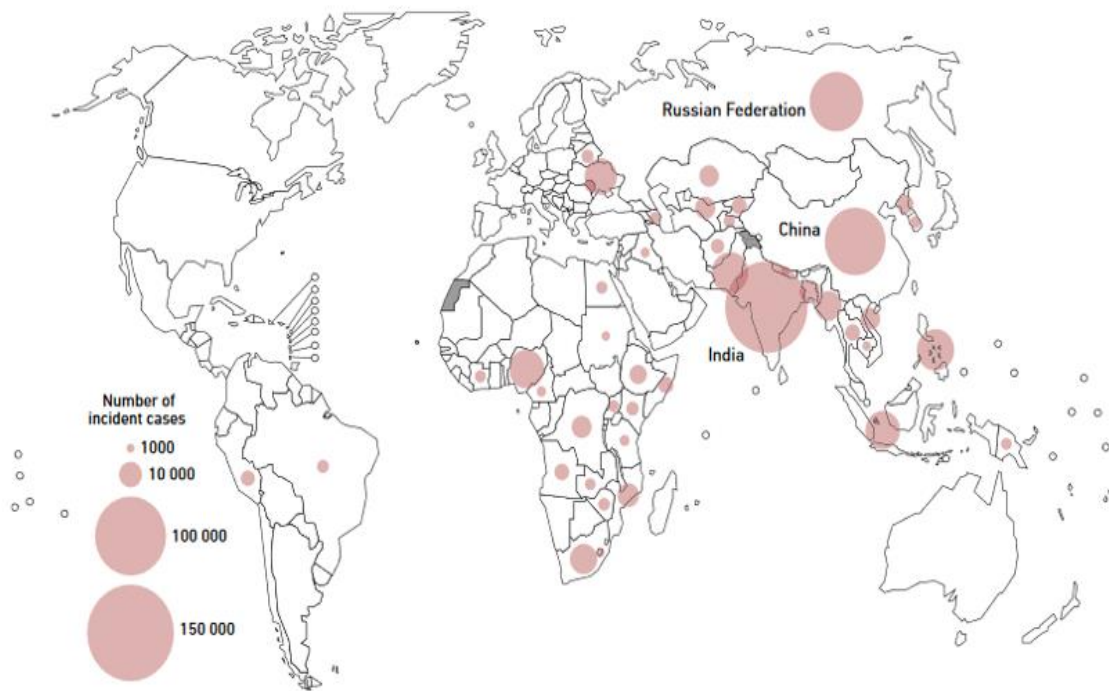 Russian Federation
China
India
Number of
incident cases
1000
10 000
100 000
150 000